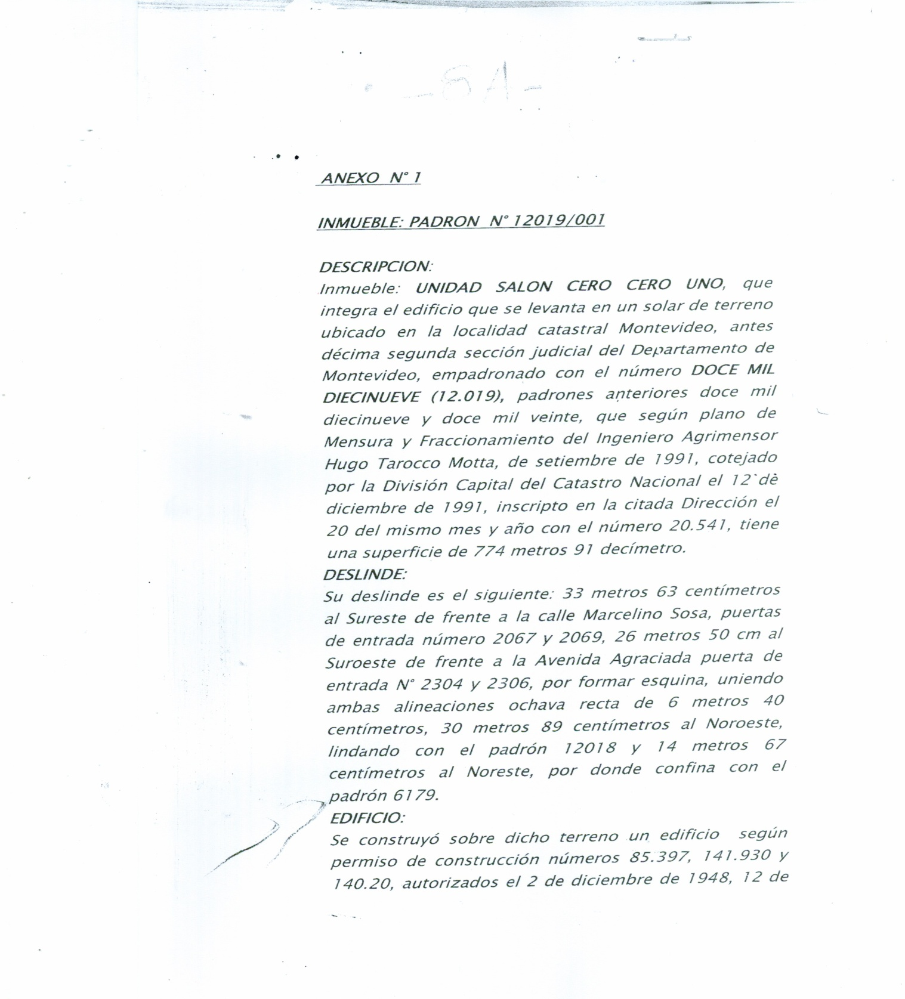 -8A-
ANEXO N° 1
INMUEBLE: PADRON N° 12019/001
DESCRIPCION:
Inmueble: UNIDAD SALON CERO CERO UNO, que
integra el edificio que se levanta en un solar de terreno
ubicado en la localidad catastral Montevideo, antes
décima segunda sección judicial del Departamento de
Montevideo, empadronado con el número DOCE MIL
DIECINUEVE (12.019), padrones anteriores doce mil
diecinueve y doce mil veinte, que según plano de
Mensura y Fraccionamiento del Ingeniero Agrimensor
Hugo Tarocco Motta, de setiembre de 1991, cotejado
por la División Capital del Catastro Nacional el 12 de
diciembre de 1991, inscripto en la citada Dirección el
20 del mismo mes y año con el número 20.541, tiene
una superficie de 774 metros 91 decímetro.
DESLINDE:
Su deslinde es el siguiente: 33 metros 63 centímetros
al Sureste de frente a la calle Marcelino Sosa, puertas
de entrada número 2067 y 2069, 26 metros 50 cm al
Suroeste de frente a la Avenida Agraciada puerta de
entrada N° 2304 y 2306, por formar esquina, uniendo
ambas alineaciones ochava recta de 6 metros 40
centímetros, 30 metros 89 centímetros al Noroeste,
lindando con el padrón 12018 y 14 metros 67
centímetros al Noreste, por donde confina con el
padrón 6179.
EDIFICIO:
Se construyó sobre dicho terreno un edificio según
permiso de construcción números 85.397, 141.930 y
140.20, autorizados el 2 de diciembre de 1948, 12 de